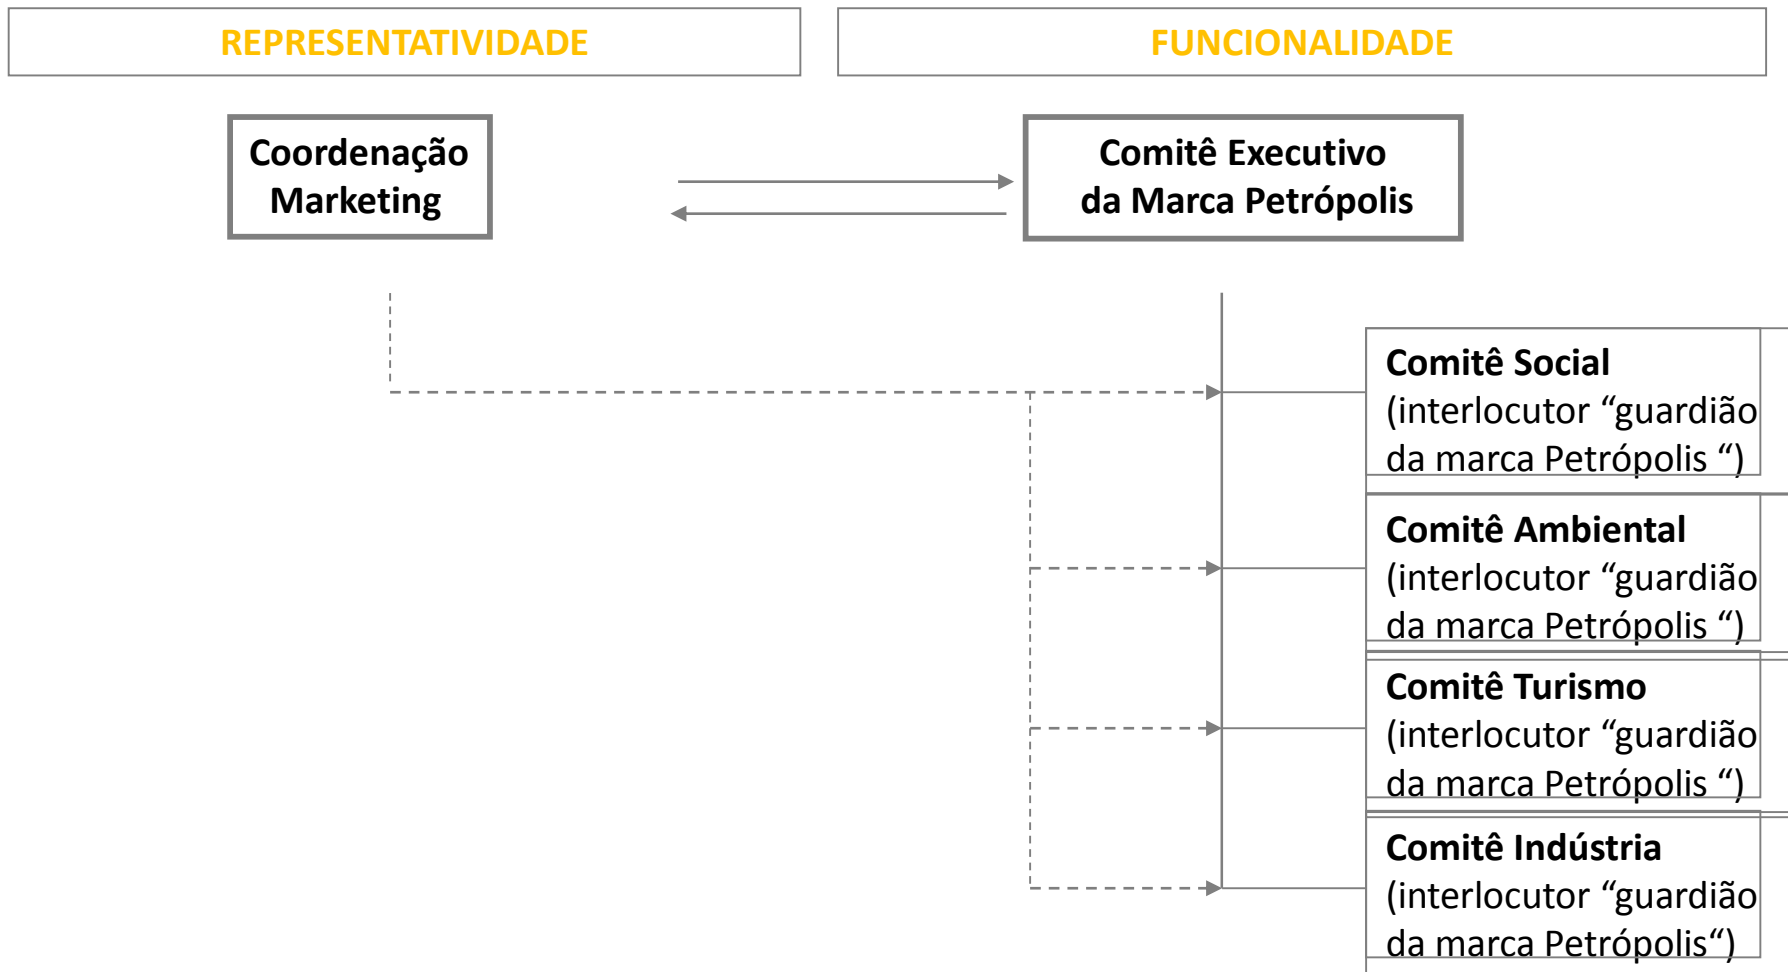 REPRESENTATIVIDADE
FUNCIONALIDADE
Coordenação
Marketing
Comitê Executivo
da Marca Petrópolis
Comitê Social
(interlocutor “guardião
da marca Petrópolis “)
Comitê Ambiental
(interlocutor “guardião
da marca Petrópolis “)
Comitê Turismo
(interlocutor “guardião
da marca Petrópolis “)
Comitê Indústria
(interlocutor “guardião
da marca Petrópolis“)